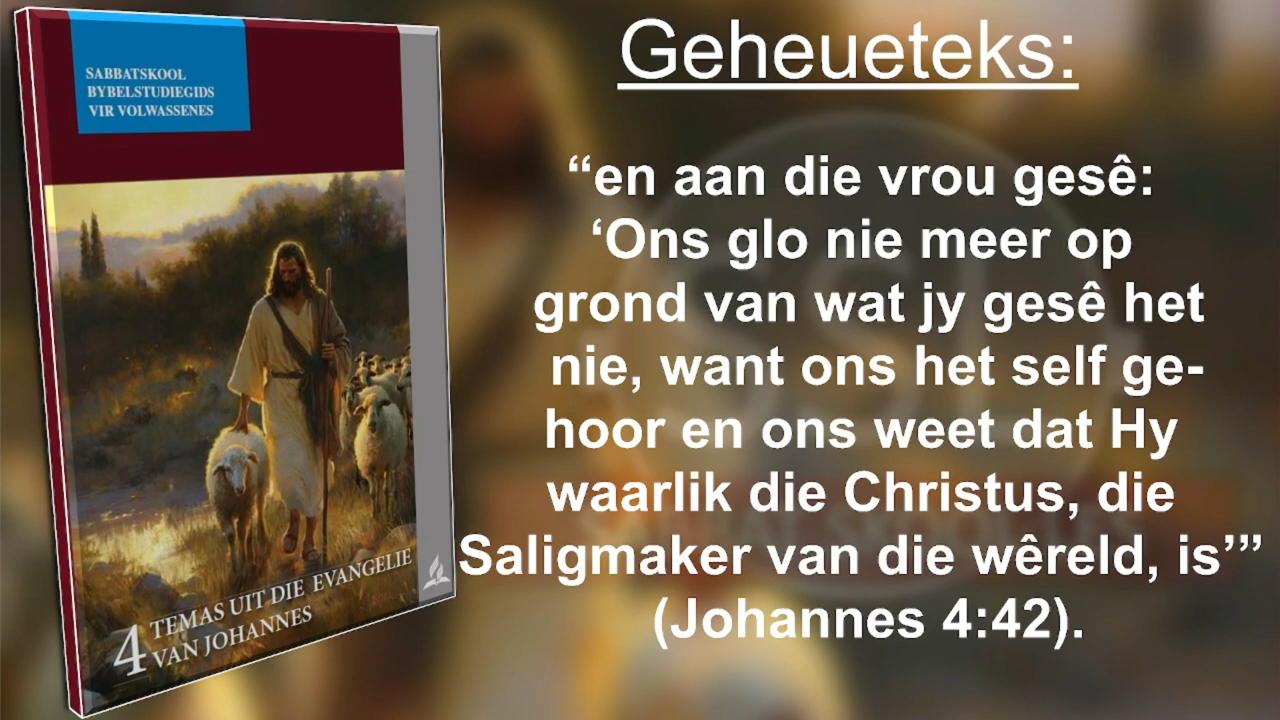 SABBATSKOOL
BYBELSTUDIEGIDS
VIR VOLWASSENES
4 TEMAS UIT DIE EVANGELIE
VAN JOHANNES
Geheueteks:
“en aan die vrou gesê:
‘Ons glo nie meer op
grond van wat jy gesê het
nie, want ons het self ge-
hoor en ons weet dat Hy
waarlik die Christus, die
Saligmaker van die wêreld, is’”
(Johannes 4:42).